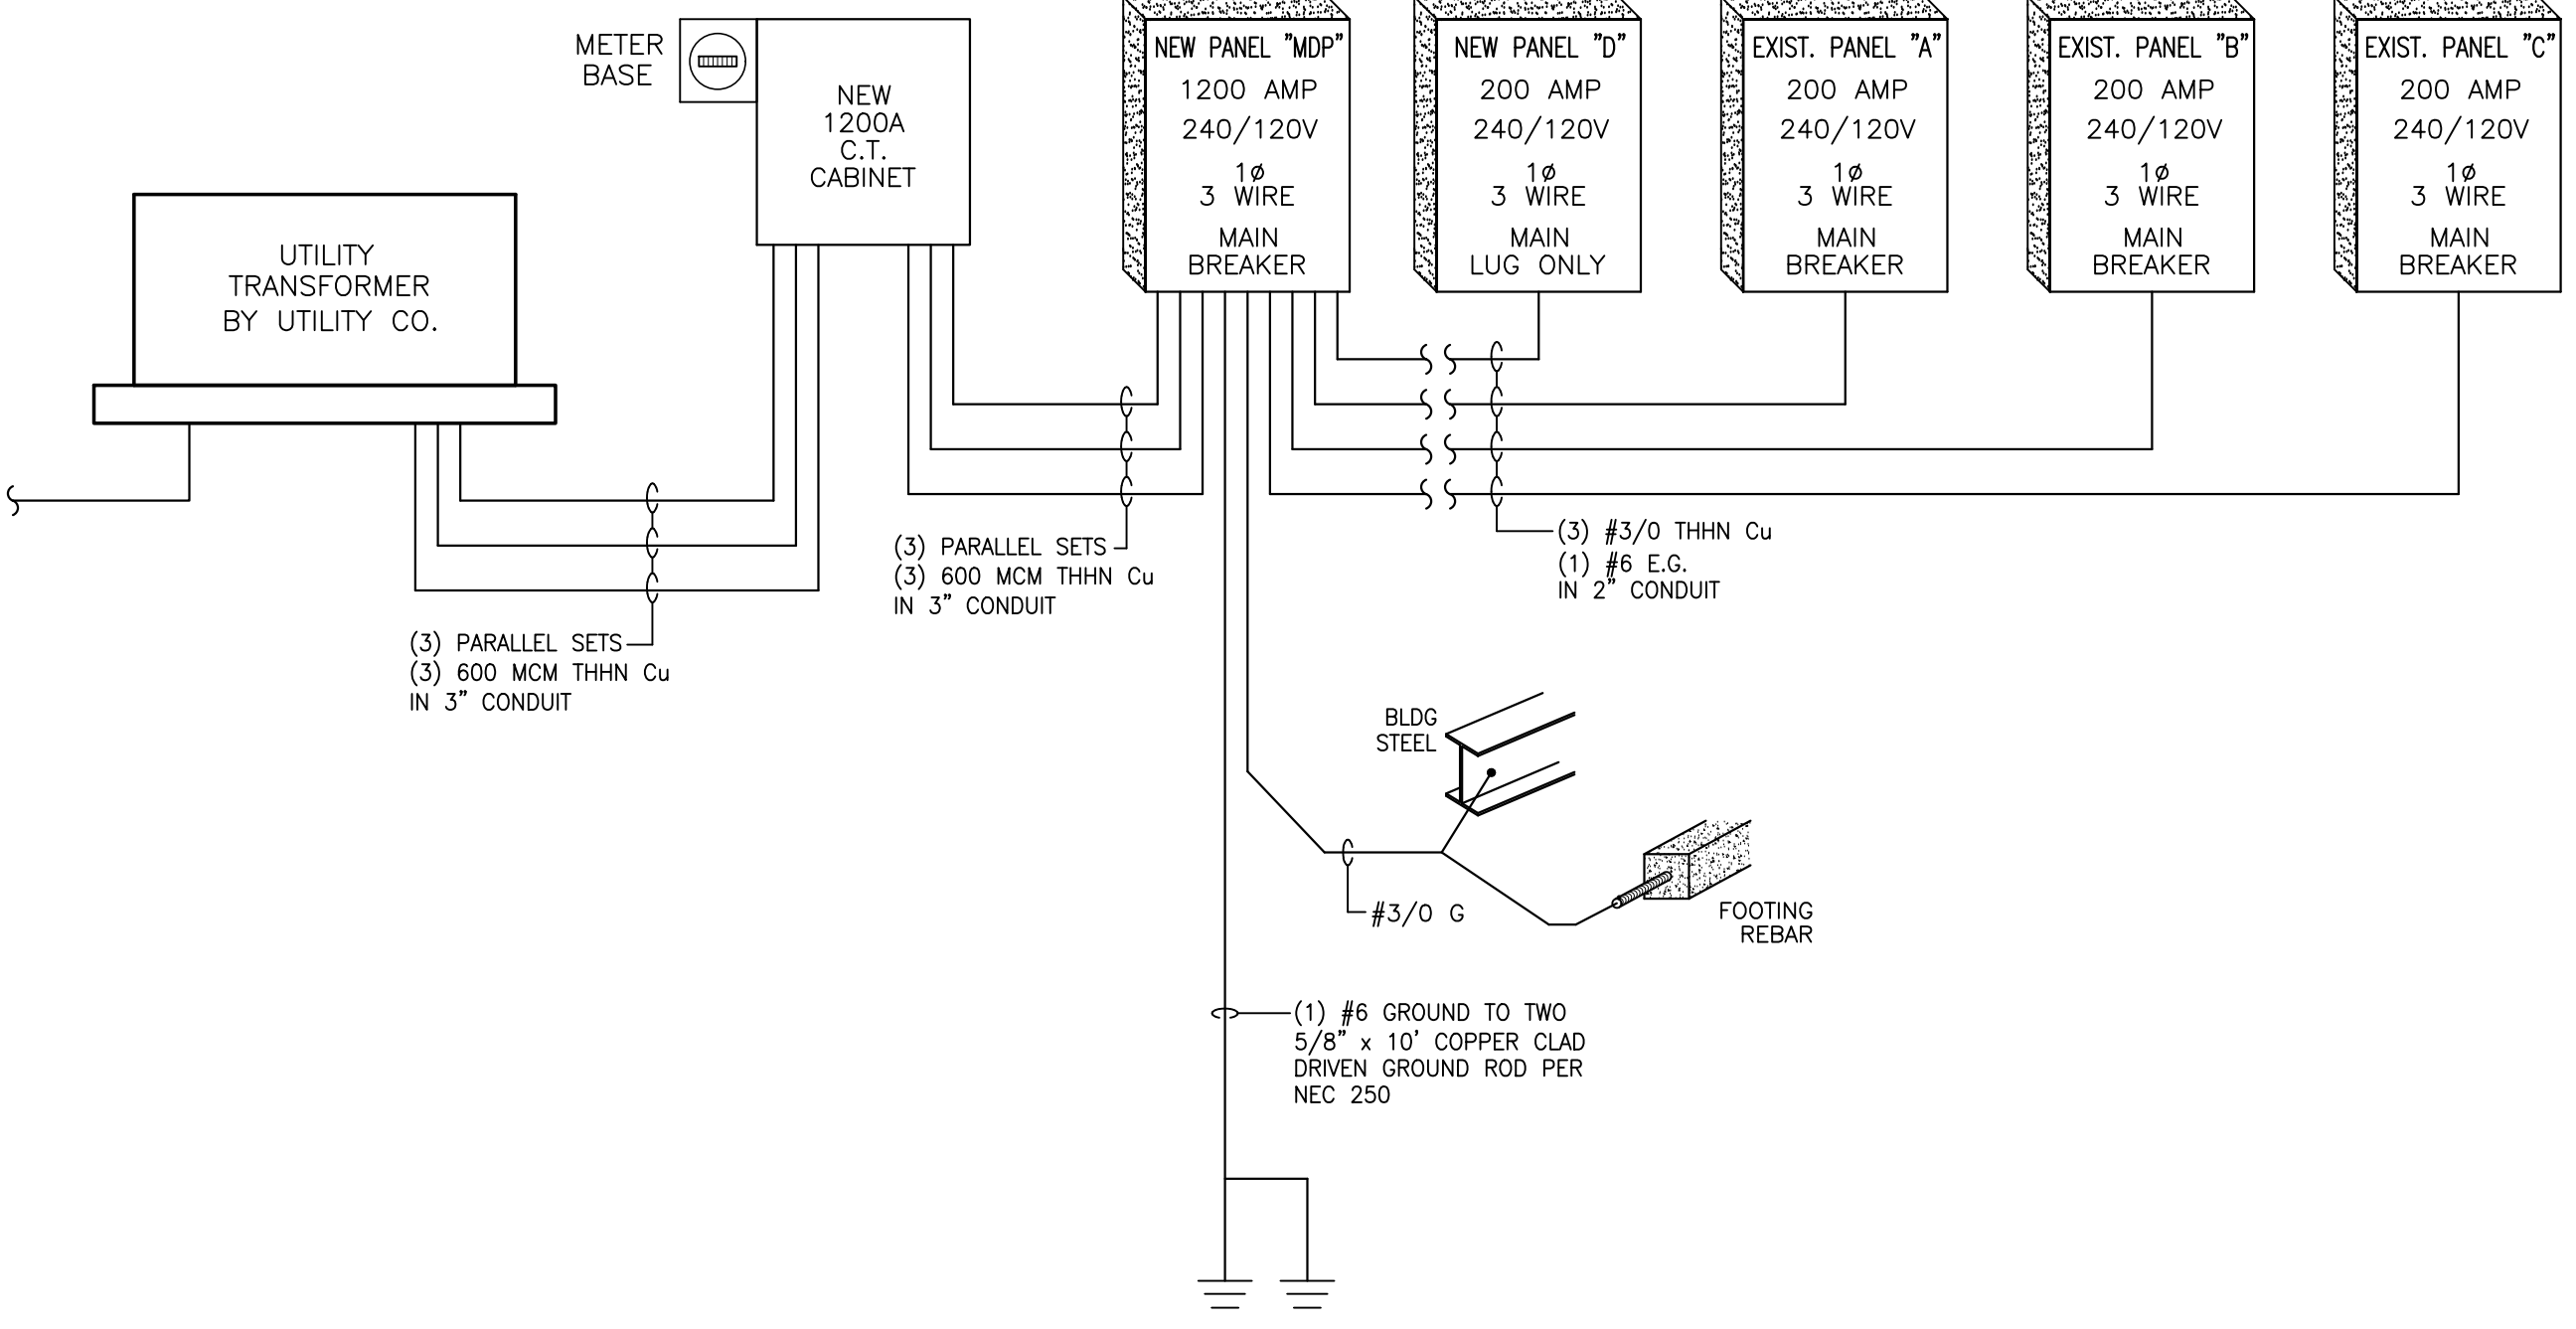 METER
BASE
NEW
1200A
C.T.
CABINET
UTILITY
TRANSFORMER
BY UTILITY CO.
NEW PANEL "MDP"
1200 AMP
240/120V
1ø
3 WIRE
MAIN
BREAKER
NEW PANEL "D"
200 AMP
240/120V
1ø
3 WIRE
MAIN
LUG ONLY
EXIST. PANEL "A"
200 AMP
240/120V
1ø
3 WIRE
MAIN
BREAKER
EXIST. PANEL "B"
200 AMP
240/120V
1ø
3 WIRE
MAIN
BREAKER
EXIST. PANEL "C"
200 AMP
240/120V
1ø
3 WIRE
MAIN
BREAKER
(3) PARALLEL SETS
(3) 600 MCM THHN Cu
IN 3" CONDUIT
(3) PARALLEL SETS
(3) 600 MCM THHN Cu
IN 3" CONDUIT
(3) #3/0 THHN Cu
(1) #6 E.G.
IN 2" CONDUIT
BLDG
STEEL
#3/0 G
FOOTING
REBAR
(1) #6 GROUND TO TWO
5/8" x 10' COPPER CLAD
DRIVEN GROUND ROD PER
NEC 250